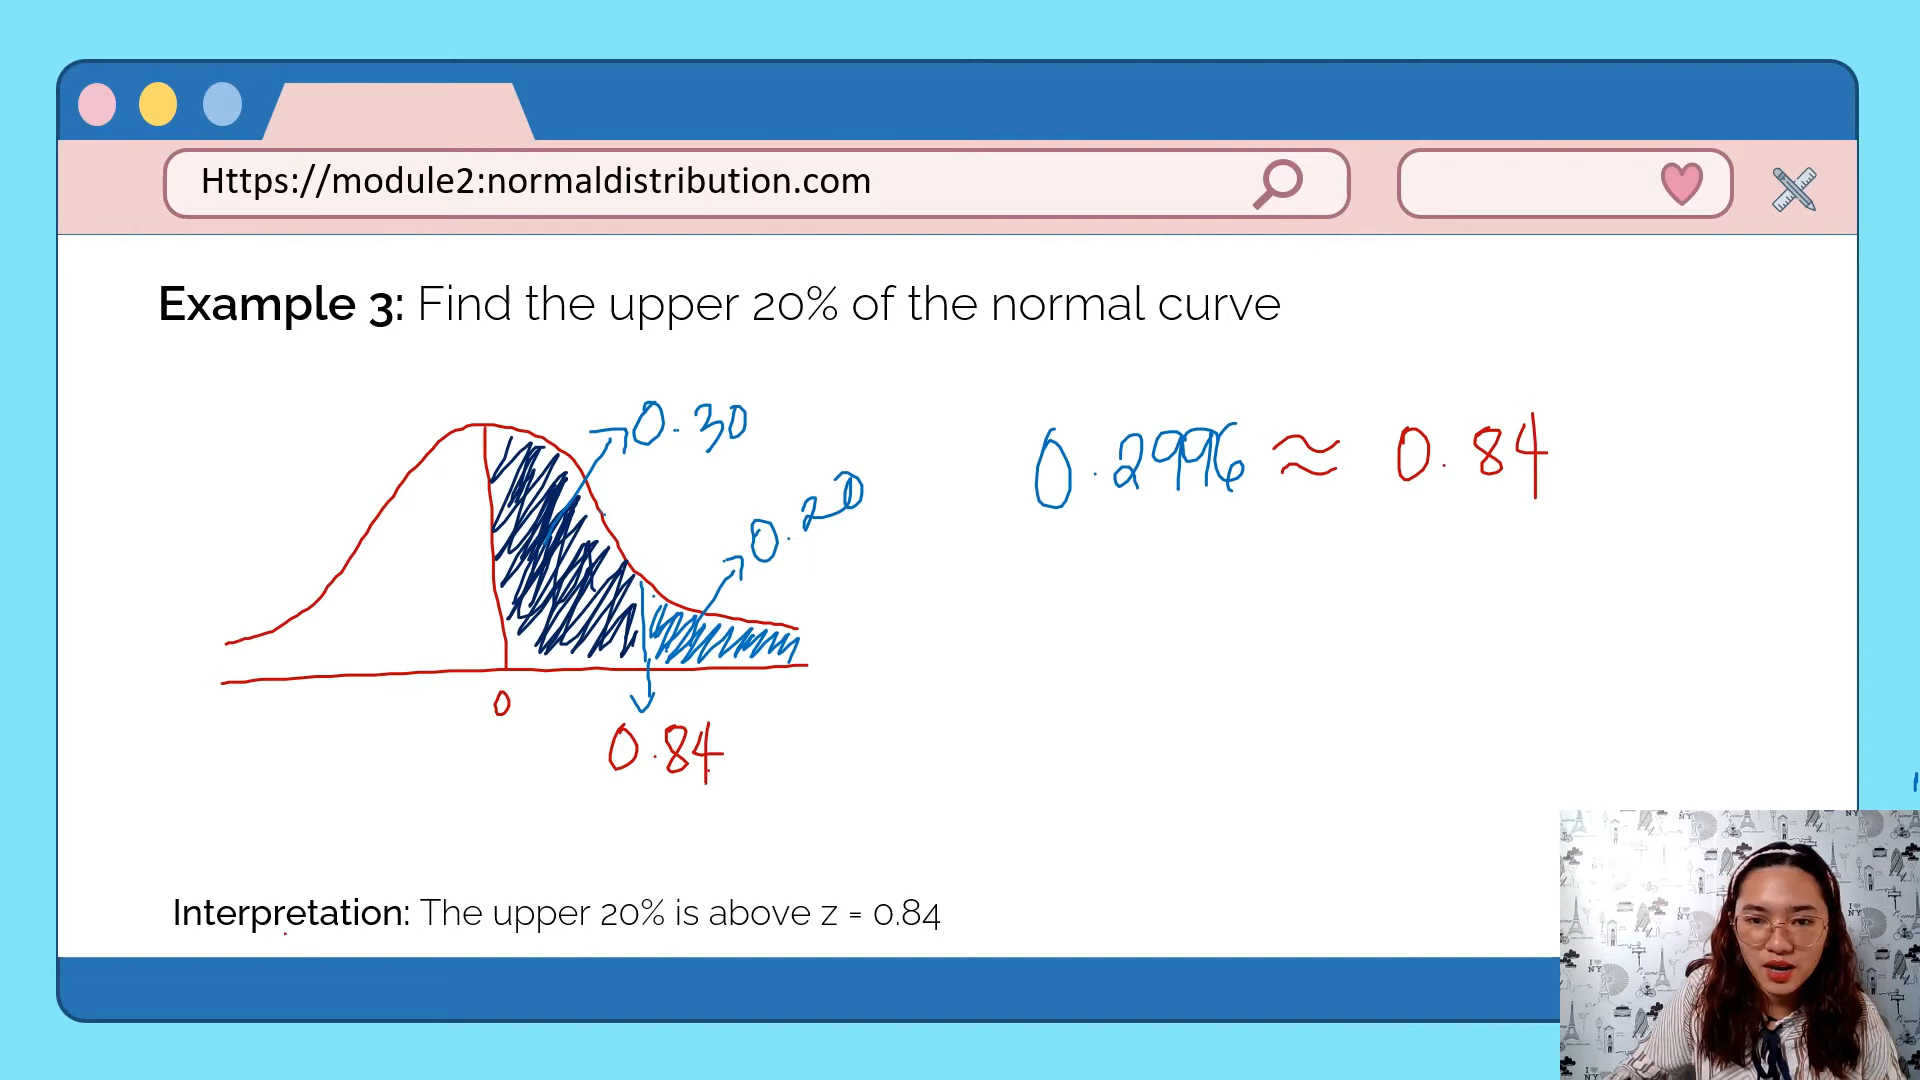 Https://module2:normaldistribution.com
Example 3: Find the upper 20% of the normal curve
0.30
0.20
0.2996 ≈ 0.84
0
0.84
Interpretation: The upper 20% is above z = 0.84